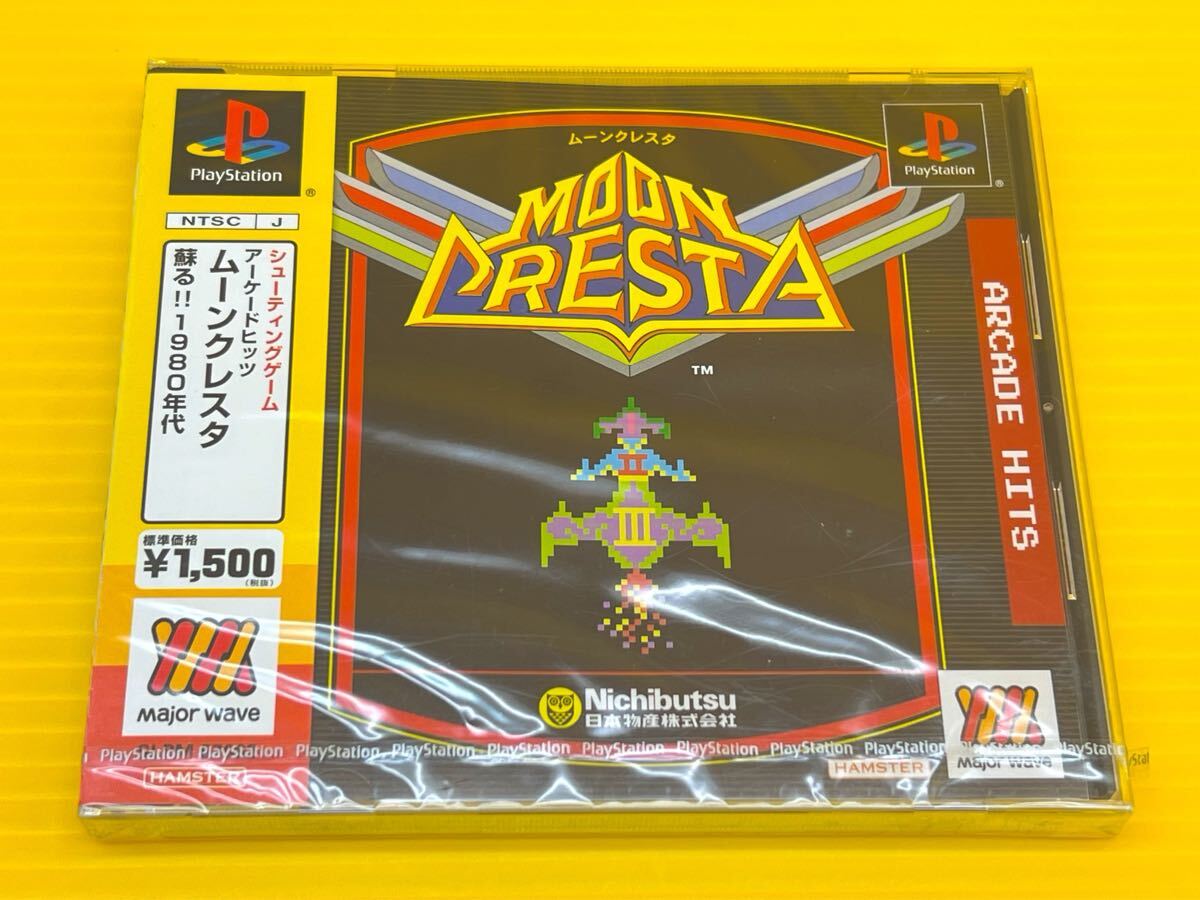 PlayStation
®
NTSC J
シューティングゲーム
アーケードヒッツ
ムーンクレスタ
蘇る!!1980年代
標準価格
¥1,500
(税抜)
major wave
HAMSTER
ムーンクレスタ
MOON
CRESTA
TM
II
III
Nichibutsu
日本物産株式会社
PlayStation
®
ARCADE HITS
major wave
HAMSTER
PlayStation PlayStation PlayStation PlayStation PlayStation PlayStation PlayStation PlayStation PlayStation PlayStation PlayStation